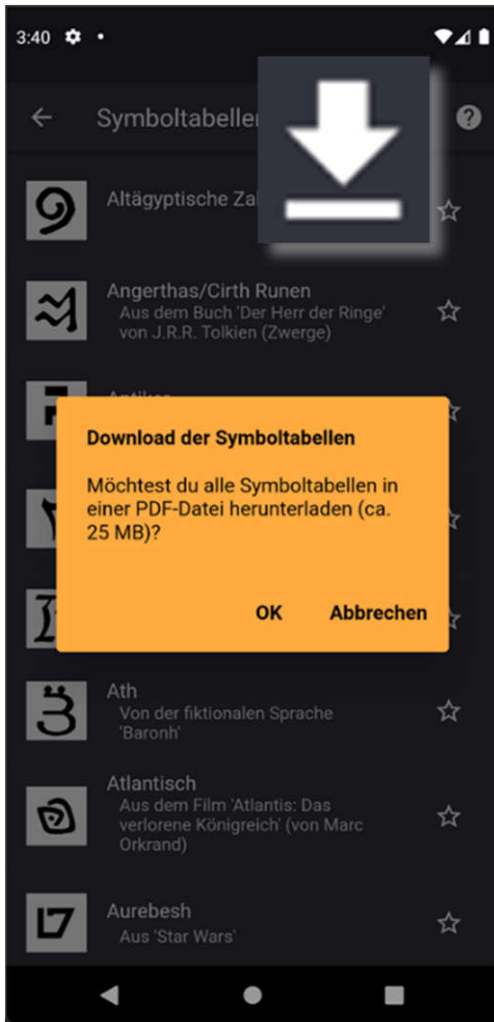 3:40
Symboltabellen
Altägyptische Za
Angerthas/Cirth Runen
Aus dem Buch 'Der Herr der Ringe'
von J.R.R. Tolkien (Zwerge)
Download der Symboltabellen
Möchtest du alle Symboltabellen in
einer PDF-Datei herunterladen (ca.
25 MB)?
OK Abbrechen
Ath
Von der fiktionalen Sprache
'Baronh'
Atlantisch
Aus dem Film 'Atlantis: Das
verlorene Königreich' (von Marc
Orkrand)
Aurebesh
Aus 'Star Wars'